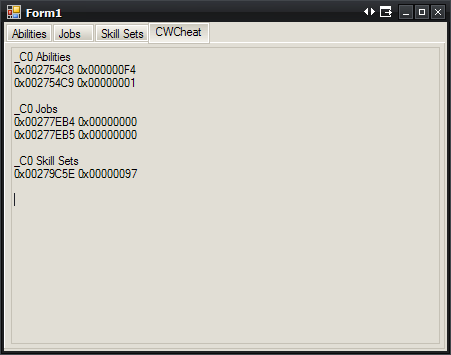 Form1
Abilities Jobs Skill Sets CWCheat
_C0 Abilities
0x002754C8 0x000000F4
0x002754C9 0x00000001
_C0 Jobs
0x00277EB4 0x00000000
0x00277EB5 0x00000000
_C0 Skill Sets
0x00279C5E 0x00000097